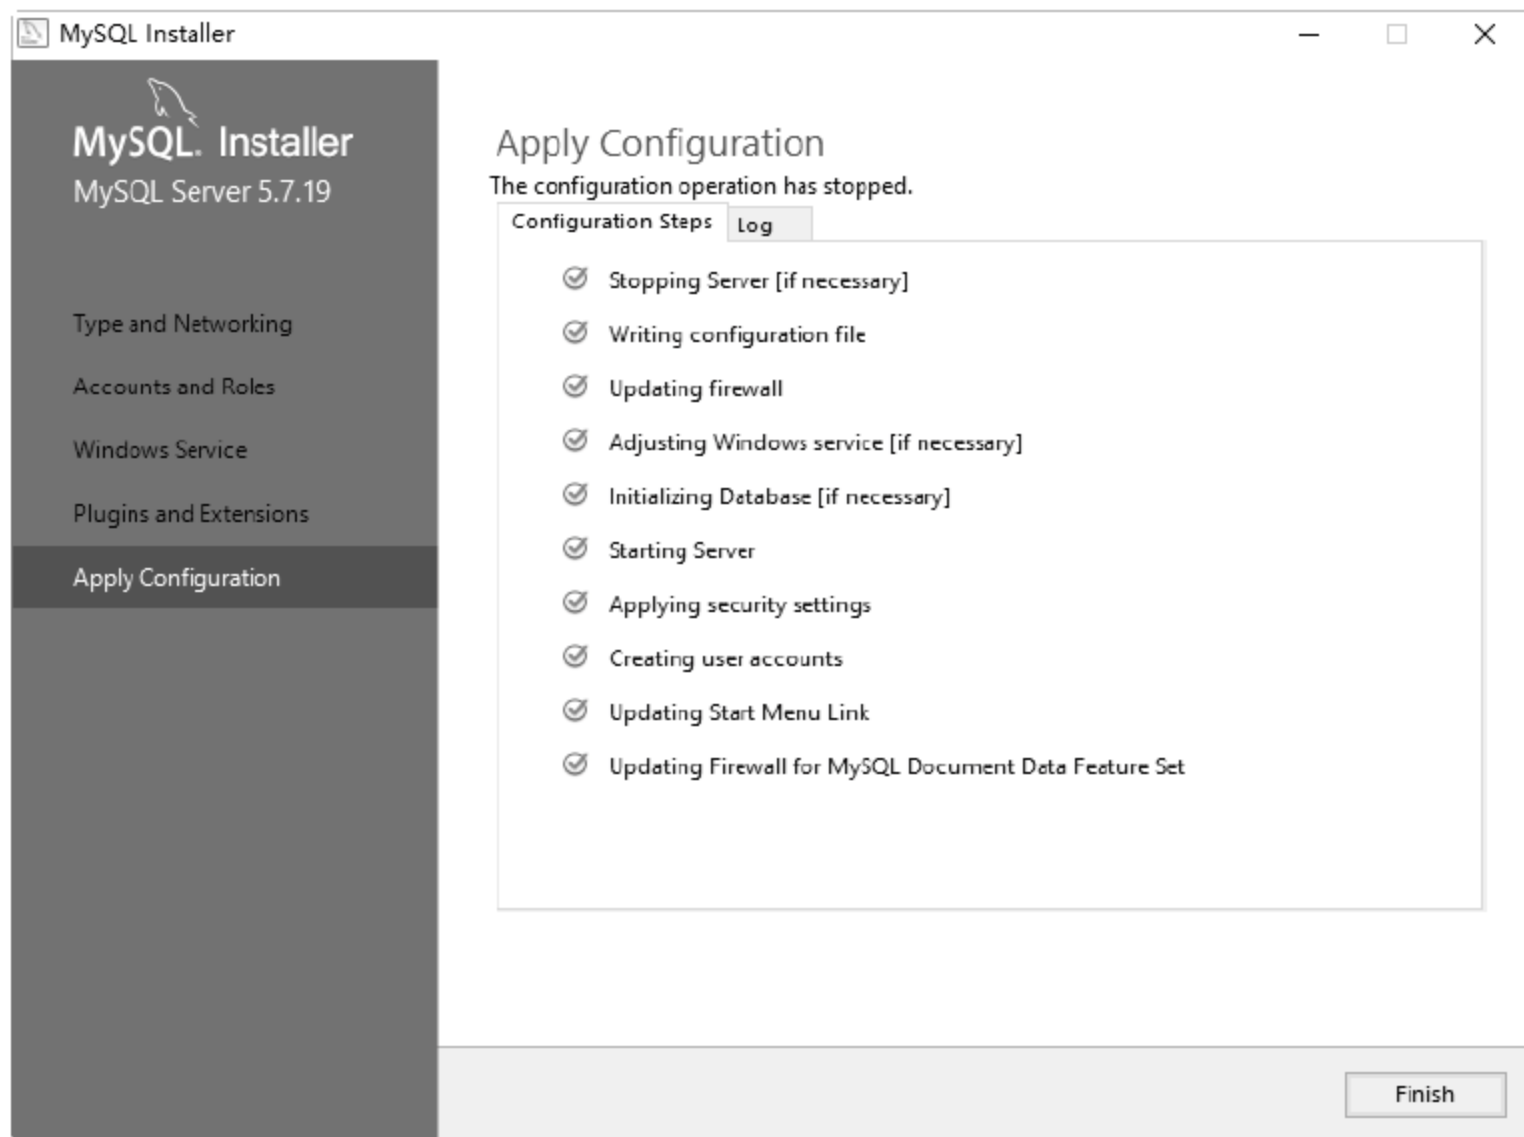 MySQL Installer
MySQL. Installer
MySQL Server 5.7.19
Type and Networking
Accounts and Roles
Windows Service
Plugins and Extensions
Apply Configuration
Apply Configuration
The configuration operation has stopped.
Configuration Steps
Log
Stopping Server [if necessary]
Writing configuration file
Updating firewall
Adjusting Windows service [if necessary]
Initializing Database [if necessary]
Starting Server
Applying security settings
Creating user accounts
Updating Start Menu Link
Updating Firewall for MySQL Document Data Feature Set
Finish